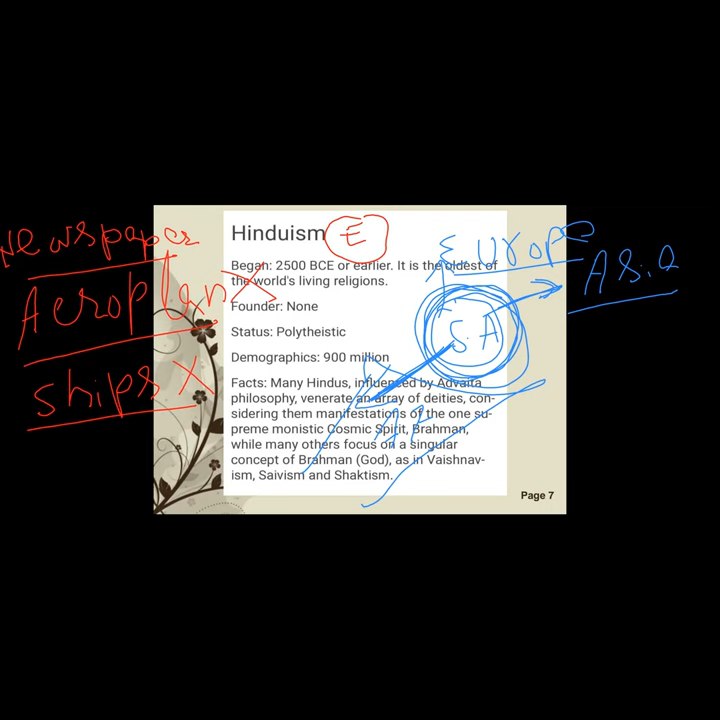 Hinduism E
Began: 2500 BCE or earlier. It is the oldest of
the world's living religions.
Founder: None
Status: Polytheistic
Demographics: 900 million
Facts: Many Hindus, influenced by Advaita
philosophy, venerate an array of deities, con-
sidering them manifestations of the one su-
preme monistic Cosmic Spirit, Brahman,
while many others focus on a singular
concept of Brahman (God), as in Vaishnav-
ism, Saivism and Shaktism.
Page 7
Newspaper
Aeroplan X
ships X
Europe
Asia
S.A